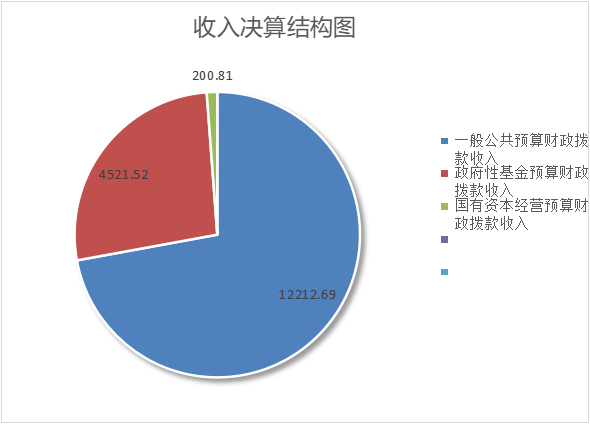 收入决算结构图
200.81
4521.52
12212.69
一般公共预算财政拨
款收入
政府性基金预算财政
拨款收入
国有资本经营预算财
政拨款收入